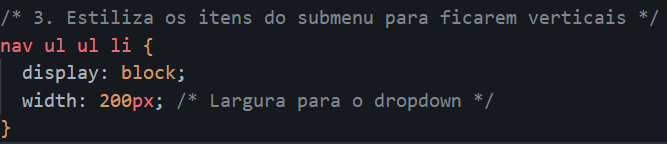 /* 3. Estiliza os itens do submenu para ficarem verticais */
nav ul ul li {
  display: block;
  width: 200px; /* Largura para o dropdown */
}